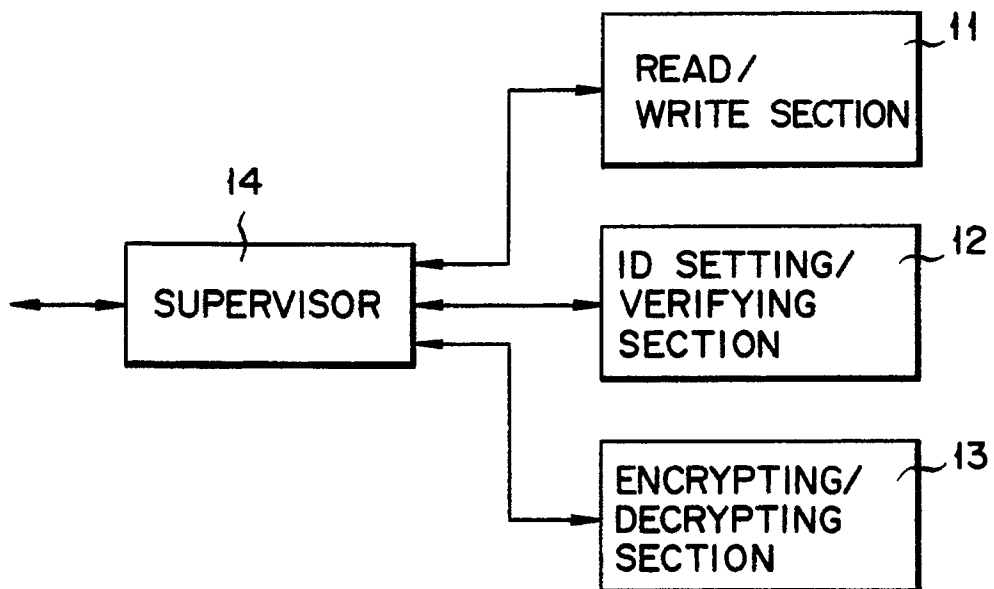 11
READ/
WRITE SECTION
14
SUPERVISOR
12
ID SETTING/
VERIFYING
SECTION
13
ENCRYPTING/
DECRYPTING
SECTION